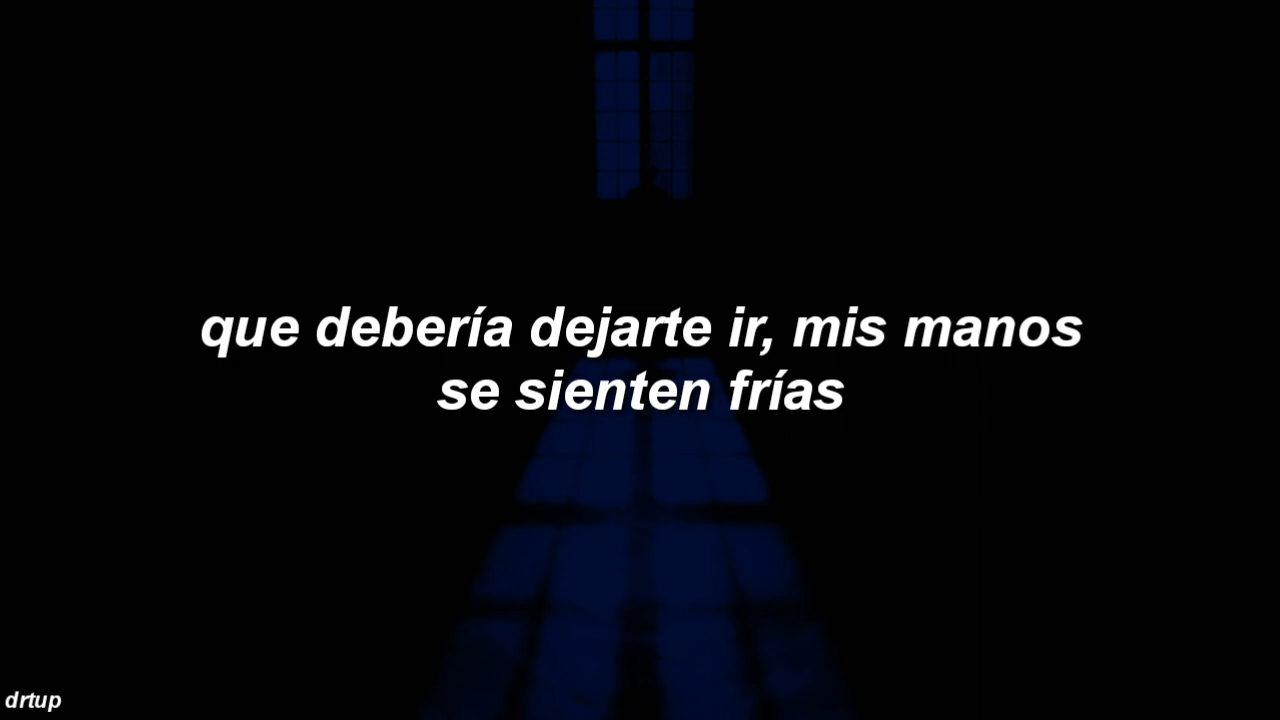 que debería dejarte ir, mis manos
se sienten frías
drtup